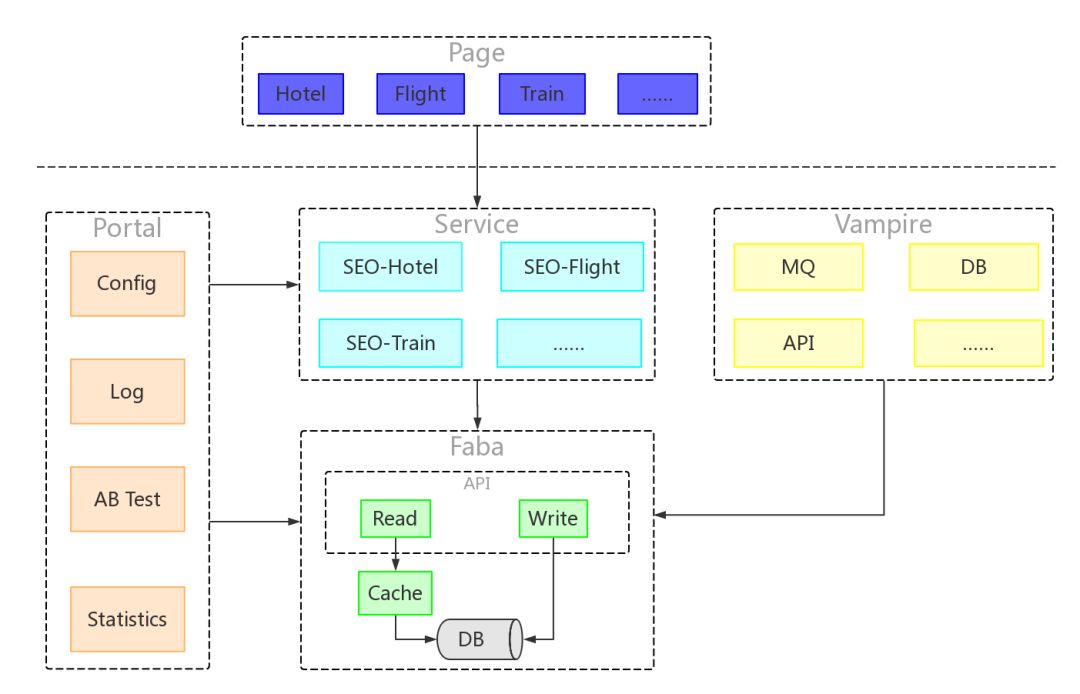 Page
Hotel
Flight
Train
......
Portal
Config
Log
AB Test
Statistics
Service
SEO-Hotel
SEO-Flight
SEO-Train
......
Vampire
MQ
DB
API
......
Faba
API
Read
Write
Cache
DB